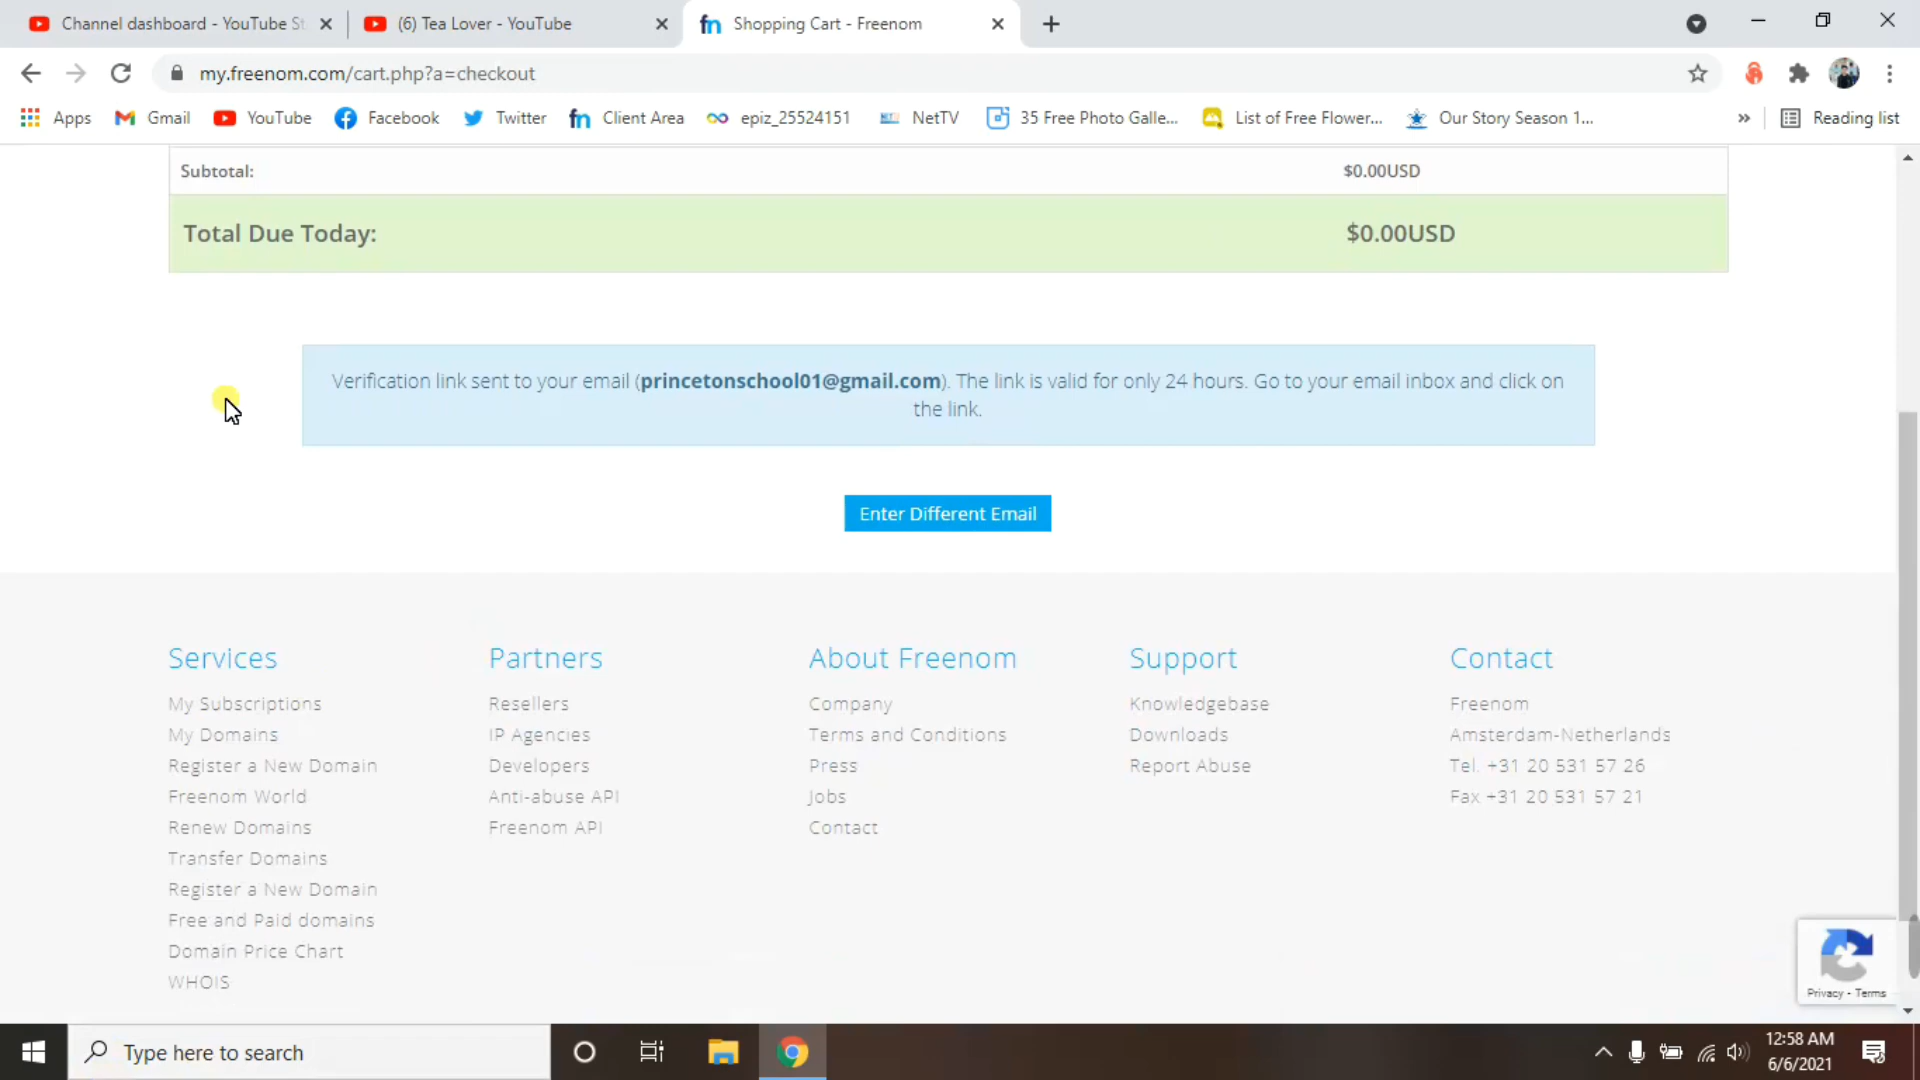 Channel dashboard - YouTube St
(6) Tea Lover - YouTube
fn Shopping Cart - Freenom
my.freenom.com/cart.php?a=checkout
Apps Gmail YouTube Facebook Twitter fn Client Area epiz_25524151 NetTV 35 Free Photo Galle... List of Free Flower... Our Story Season 1... » Reading list
Subtotal: $0.00USD
Total Due Today: $0.00USD
Verification link sent to your email (princetonschool01@gmail.com). The link is valid for only 24 hours. Go to your email inbox and click on
the link.
Enter Different Email
Services
My Subscriptions
My Domains
Register a New Domain
Freenom World
Renew Domains
Transfer Domains
Register a New Domain
Free and Paid domains
Domain Price Chart
WHOIS
Partners
Resellers
IP Agencies
Developers
Anti-abuse API
Freenom API
About Freenom
Company
Terms and Conditions
Press
Jobs
Contact
Support
Knowledgebase
Downloads
Report Abuse
Contact
Freenom
Amsterdam-Netherlands
Tel. +31 20 531 57 26
Fax +31 20 531 57 21
Privacy - Terms
Type here to search
12:58 AM
6/6/2021